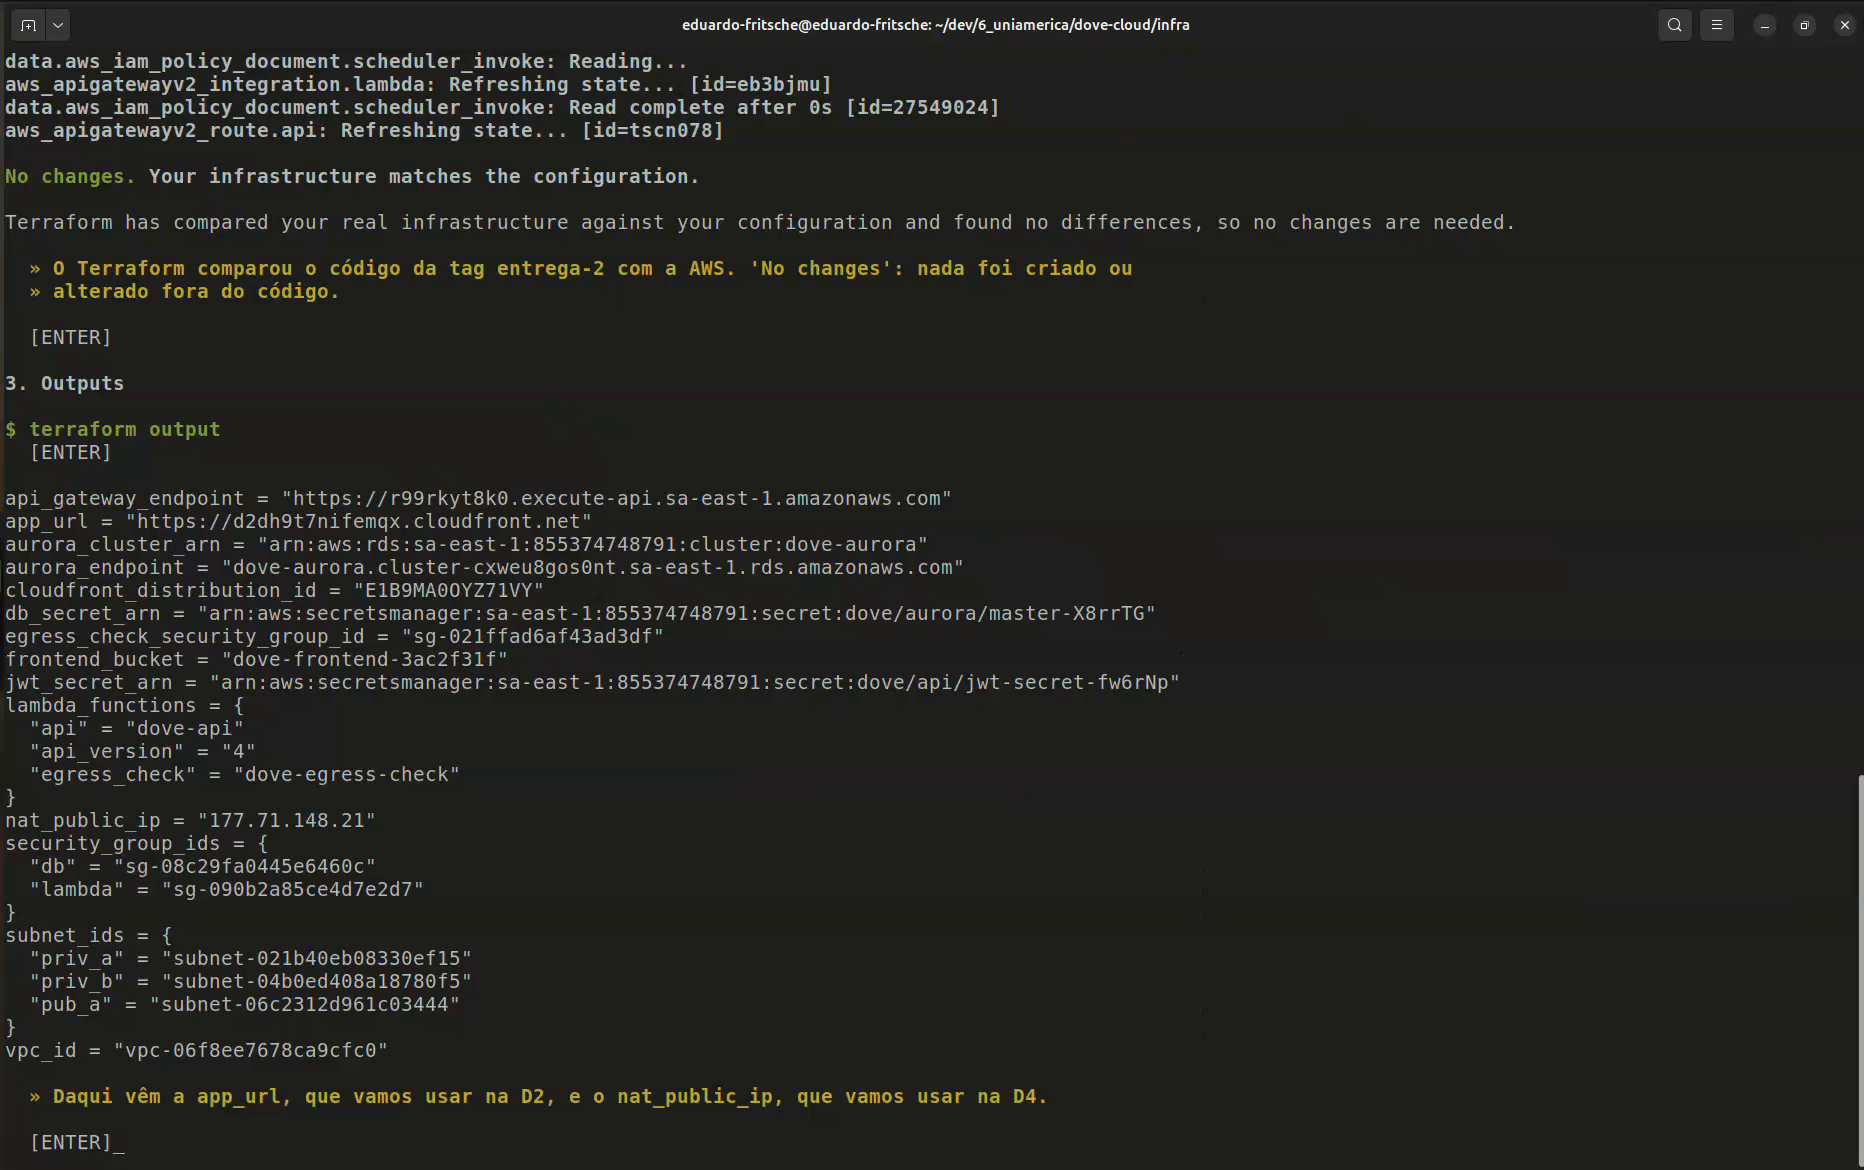 eduardo-fritsche@eduardo-fritsche: ~/dev/6_uniamerica/dove-cloud/infra
data.aws_iam_policy_document.scheduler_invoke: Reading...
aws_apigatewayv2_integration.lambda: Refreshing state... [id=eb3bjmu]
data.aws_iam_policy_document.scheduler_invoke: Read complete after 0s [id=27549024]
aws_apigatewayv2_route.api: Refreshing state... [id=tscn078]
No changes. Your infrastructure matches the configuration.
Terraform has compared your real infrastructure against your configuration and found no differences, so no changes are needed.
» O Terraform comparou o código da tag entrega-2 com a AWS. 'No changes': nada foi criado ou
» alterado fora do código.
[ENTER]
3. Outputs
$ terraform output
[ENTER]
api_gateway_endpoint = "https://r99rkyt8k0.execute-api.sa-east-1.amazonaws.com"
app_url = "https://d2dh9t7nifemqx.cloudfront.net"
aurora_cluster_arn = "arn:aws:rds:sa-east-1:855374748791:cluster:dove-aurora"
aurora_endpoint = "dove-aurora.cluster-cxweu8gos0nt.sa-east-1.rds.amazonaws.com"
cloudfront_distribution_id = "E1B9MA0OYZ71VY"
db_secret_arn = "arn:aws:secretsmanager:sa-east-1:855374748791:secret:dove/aurora/master-X8rrTG"
egress_check_security_group_id = "sg-021ffad6af43ad3df"
frontend_bucket = "dove-frontend-3ac2f31f"
jwt_secret_arn = "arn:aws:secretsmanager:sa-east-1:855374748791:secret:dove/api/jwt-secret-fw6rNp"
lambda_functions = {
  "api" = "dove-api"
  "api_version" = "4"
  "egress_check" = "dove-egress-check"
}
nat_public_ip = "177.71.148.21"
security_group_ids = {
  "db" = "sg-08c29fa0445e6460c"
  "lambda" = "sg-090b2a85ce4d7e2d7"
}
subnet_ids = {
  "priv_a" = "subnet-021b40eb08330ef15"
  "priv_b" = "subnet-04b0ed408a18780f5"
  "pub_a" = "subnet-06c2312d961c03444"
}
vpc_id = "vpc-06f8ee7678ca9cfc0"
» Daqui vêm a app_url, que vamos usar na D2, e o nat_public_ip, que vamos usar na D4.
[ENTER]_